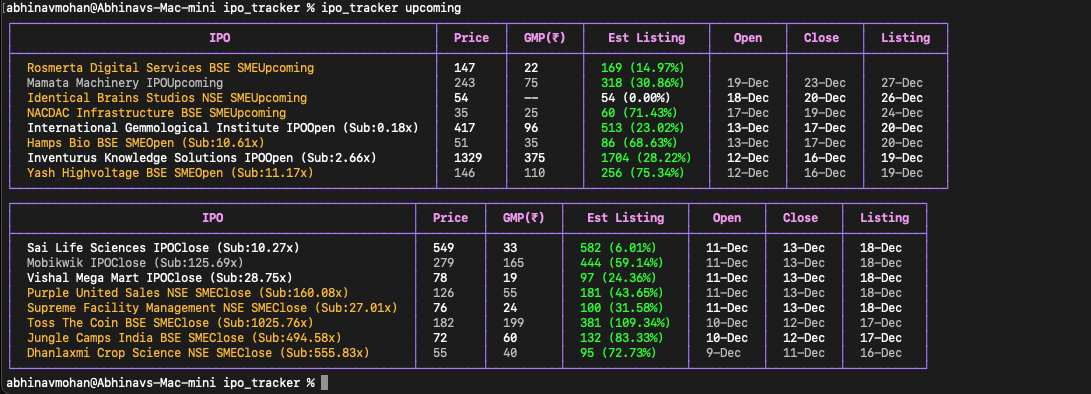 abhinavmohan@Abhinavs-Mac-mini ipo_tracker % ipo_tracker upcoming
IPO Price GMP(₹) Est Listing Open Close Listing
Rosmerta Digital Services BSE SMEUpcoming 147 22 169 (14.97%)
Mamata Machinery IPOUpcoming 243 75 318 (30.86%) 19-Dec 23-Dec 27-Dec
Identical Brains Studios NSE SMEUpcoming 54 -- 54 (0.00%) 18-Dec 20-Dec 26-Dec
NACDAC Infrastructure BSE SMEUpcoming 35 25 60 (71.43%) 17-Dec 19-Dec 24-Dec
International Gemmological Institute IPOOpen (Sub:0.18x) 417 96 513 (23.02%) 13-Dec 17-Dec 20-Dec
Hamps Bio BSE SMEOpen (Sub:10.61x) 51 35 86 (68.63%) 13-Dec 17-Dec 20-Dec
Inventurus Knowledge Solutions IPOOpen (Sub:2.66x) 1329 375 1704 (28.22%) 12-Dec 16-Dec 19-Dec
Yash Highvoltage BSE SMEOpen (Sub:11.17x) 146 110 256 (75.34%) 12-Dec 16-Dec 19-Dec
IPO Price GMP(₹) Est Listing Open Close Listing
Sai Life Sciences IPOClose (Sub:10.27x) 549 33 582 (6.01%) 11-Dec 13-Dec 18-Dec
Mobikwik IPOClose (Sub:125.69x) 279 165 444 (59.14%) 11-Dec 13-Dec 18-Dec
Vishal Mega Mart IPOClose (Sub:28.75x) 78 19 97 (24.36%) 11-Dec 13-Dec 18-Dec
Purple United Sales NSE SMEClose (Sub:160.08x) 126 55 181 (43.65%) 11-Dec 13-Dec 18-Dec
Supreme Facility Management NSE SMEClose (Sub:27.01x) 76 24 100 (31.58%) 11-Dec 13-Dec 18-Dec
Toss The Coin BSE SMEClose (Sub:1025.76x) 182 199 381 (109.34%) 10-Dec 12-Dec 17-Dec
Jungle Camps India BSE SMEClose (Sub:494.58x) 72 60 132 (83.33%) 10-Dec 12-Dec 17-Dec
Dhanlaxmi Crop Science NSE SMEClose (Sub:555.83x) 55 40 95 (72.73%) 9-Dec 11-Dec 16-Dec
abhinavmohan@Abhinavs-Mac-mini ipo_tracker %